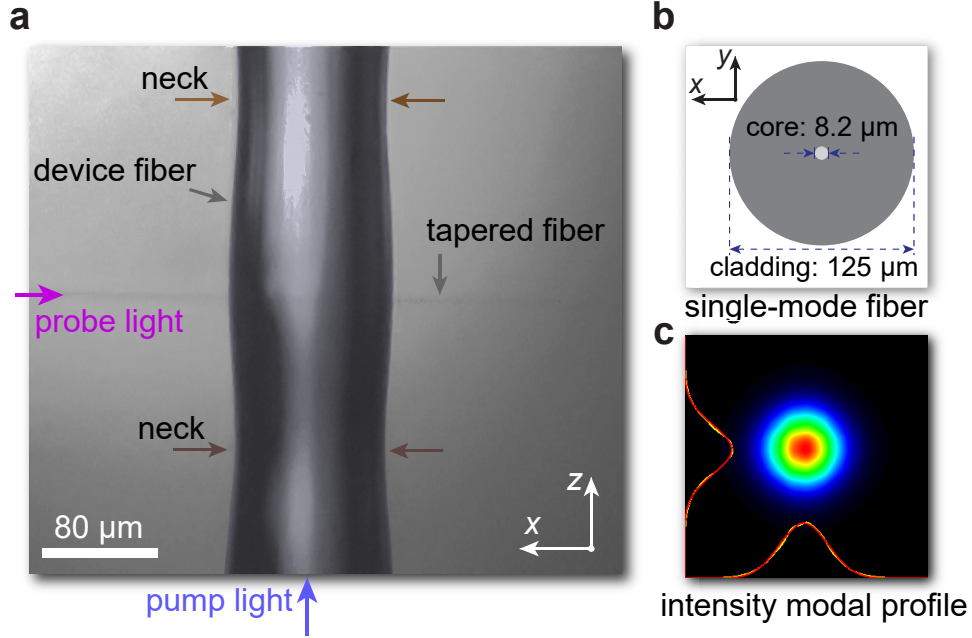 a
neck
device fiber
tapered fiber
probe light
neck
z
x
80 µm
pump light
b
y
x
core: 8.2 µm
cladding: 125 µm
single-mode fiber
c
intensity modal profile